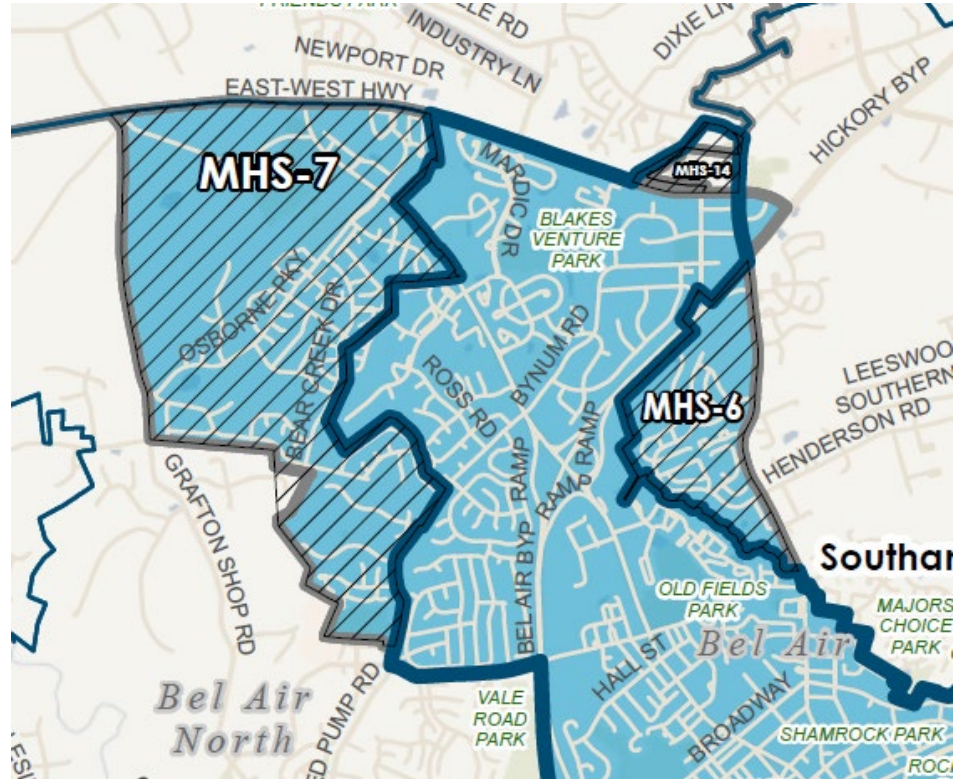 NEWPORT DR
INDUSTRY LN
DIXIE LN
EAST-WEST HWY
HICKORY BYP
MHS-7
MARDIC DR
MHS-14
BLAKES
VENTURE
PARK
OSBORNE PKY
BEAR CREEK DR
ROSS RD
BYNUM RD
MHS-6
LEESWOO
SOUTHERN
HENDERSON RD
GRAFTON SHOP RD
RAMP
RAMP
RAMP
BEL AIR BYP
Southar
OLD FIELDS
PARK
MAJORS
CHOICE
PARK
Bel Air
HALL ST
BROADWAY
Bel Air
North
ED PUMP RD
VALE
ROAD
PARK
SHAMROCK PARK
ROC